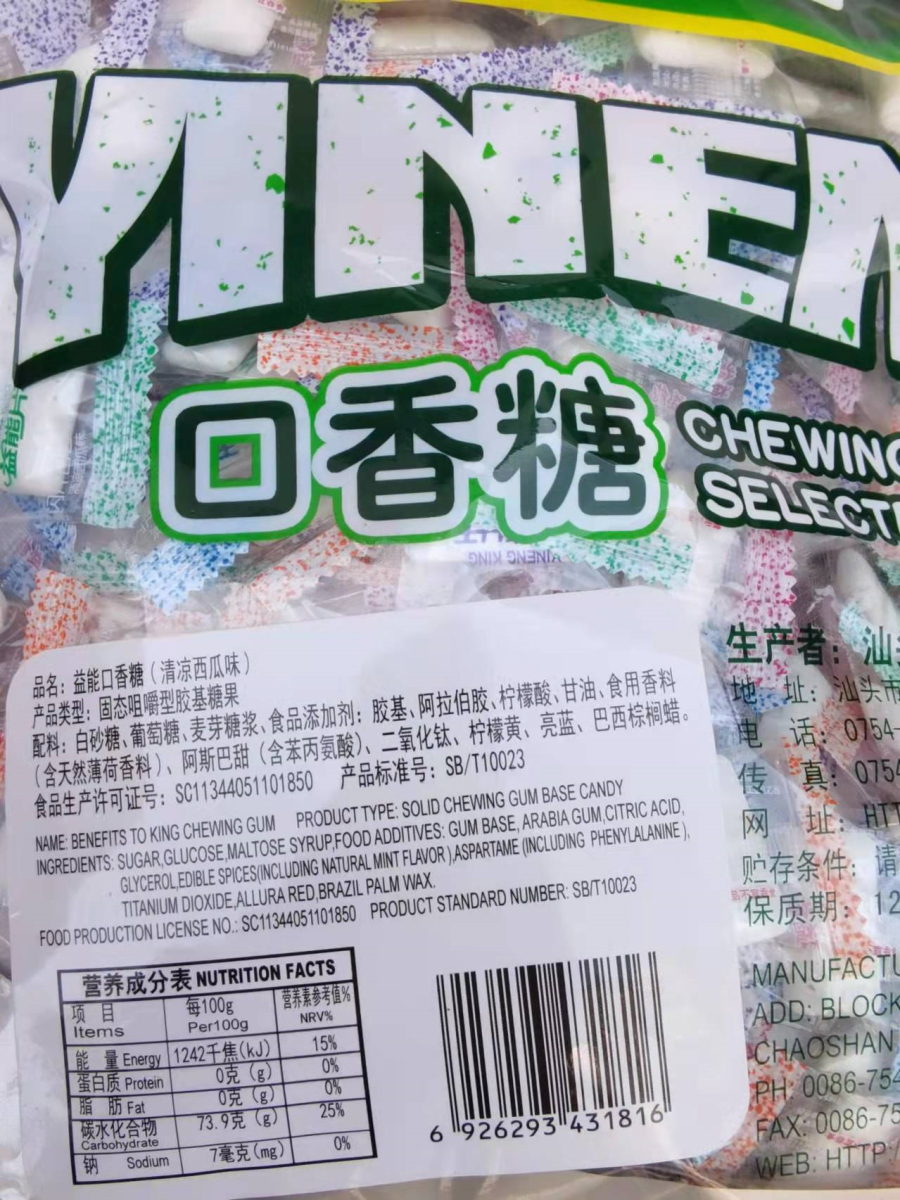 YINEN
口香糖
CHEWING
SELECTI
益能片
YINENG KING
品名：益能口香糖（清凉西瓜味）
产品类型：固态咀嚼型胶基糖果
配料：白砂糖、葡萄糖、麦芽糖浆、食品添加剂：胶基、阿拉伯胶、柠檬酸、甘油、食用香料
（含天然薄荷香料）、阿斯巴甜（含苯丙氨酸）、二氧化钛、柠檬黄、亮蓝、巴西棕榈蜡。
食品生产许可证号：SC11344051101850 产品标准号：SB/T10023
NAME: BENEFITS TO KING CHEWING GUM PRODUCT TYPE: SOLID CHEWING GUM BASE CANDY
INGREDIENTS: SUGAR,GLUCOSE,MALTOSE SYRUP,FOOD ADDITIVES: GUM BASE, ARABIA GUM,CITRIC ACID,
GLYCEROL,EDIBLE SPICES(INCLUDING NATURAL MINT FLAVOR ),ASPARTAME (INCLUDING PHENYLALANINE ),
TITANIUM DIOXIDE,ALLURA RED,BRAZIL PALM WAX.
FOOD PRODUCTION LICENSE NO.: SC11344051101850 PRODUCT STANDARD NUMBER: SB/T10023
营养成分表 NUTRITION FACTS
项目 每100g 营养素参考值%
Items Per100g NRV%
能量 Energy 1242千焦(kJ) 15%
蛋白质 Protein 0克（g） 0%
脂肪 Fat 0克（g） 0%
碳水化合物 73.9克（g） 25%
Carbohydrate
钠 Sodium 7毫克(mg) 0%
6 926293 431816
生产者：汕
地址：汕头市
电话：0754-
传真：0754
网址：HTT
贮存条件：请
保质期：12
MANUFACTU
ADD: BLOCK
CHAOSHAN
PH: 0086-754
FAX: 0086-75
WEB: HTTP:/